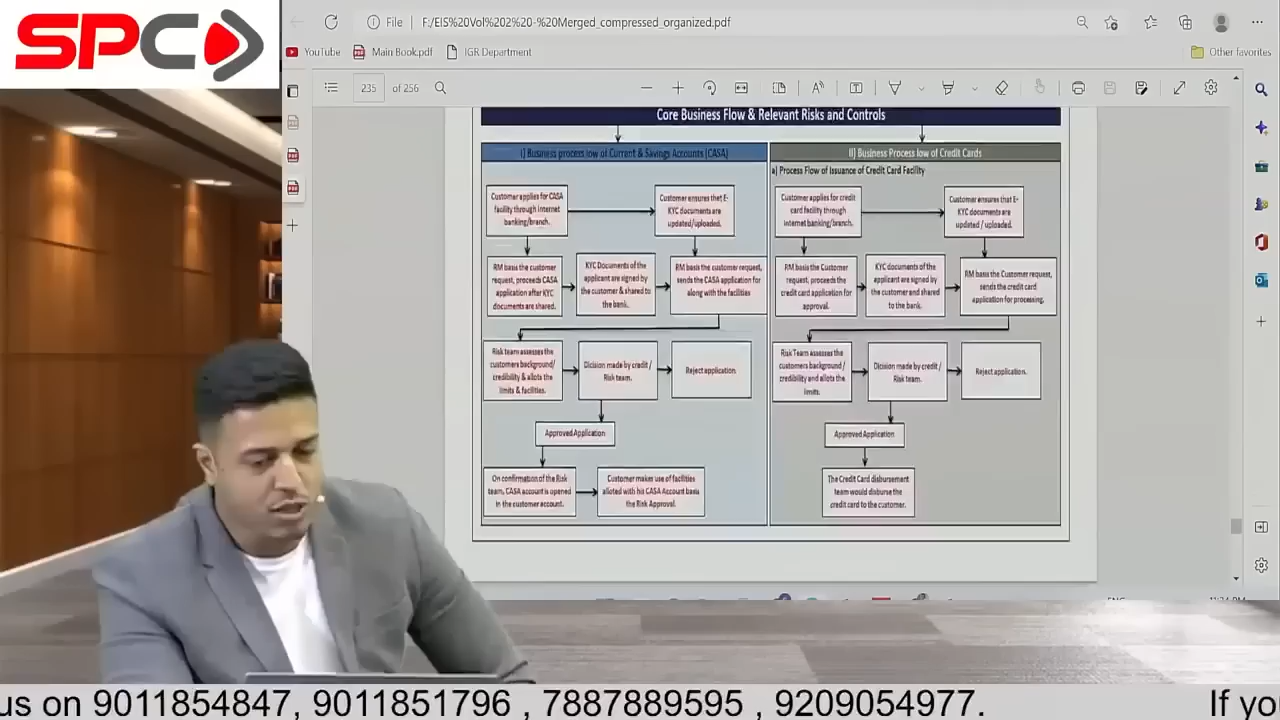 SPC
File
F:/EIS%20Vol%202%20-%20Merged_compressed_organized.pdf
YouTube
Main Book.pdf
IGR Department
Other favorites
235
of 256
Core Business Flow & Relevant Risks and Controls
I] Business process low of Current & Savings Accounts (CASA)
Customer applies for CASA
facility through internet
banking/branch.
Customer ensures that E-
KYC documents are
updated/uploaded.
RM basis the customer
request, proceeds CASA
application after KYC
documents are shared.
KYC Documents of the
applicant are signed by
the customer & shared to
the bank.
RM basis the customer request,
sends the CASA application for
along with the facilities
Risk team assesses the
customers background/
credibility & allots the
limits & facilities.
Dicision made by credit /
Risk team.
Reject application.
Approved Application
On confirmation of the Risk
team, CASA account is opened
in the customer account.
Customer makes use of facilities
alloted with his CASA Account basis
the Risk Approval.
II) Business Process low of Credit Cards
a) Process Flow of Issuance of Credit Card Facility
Customer applies for credit
card facility through
internet banking/branch.
Customer ensures that E-
KYC documents are
updated / uploaded.
RM basis the Customer
request, proceeds the
credit card application for
approval.
KYC documents of the
applicant are signed by
the customer end shared
to the bank.
RM basis the Customer request,
sends the credit card
application for processing.
Risk Team assesses the
customers background /
credibility and allots the
limits.
Dicision made by credit /
Risk team.
Reject application.
Approved Application
The Credit Card disbursement
team would disburse the
credit card to the customer.
us on 9011854847, 9011851796 , 7887889595 , 9209054977.
If yo